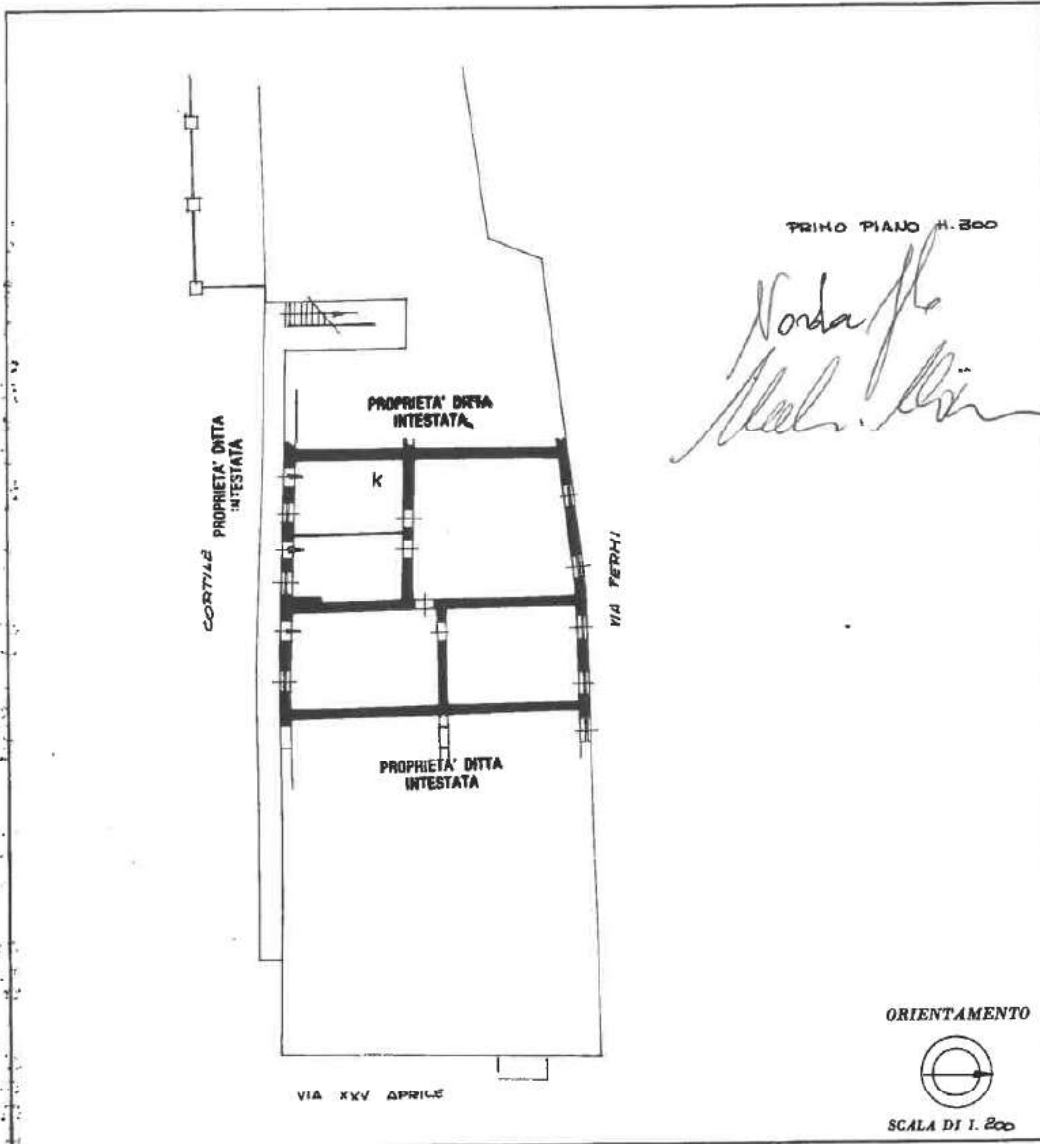 PRIMO PIANO H. 300
Norda
PROPRIETA' DITTA
INTESTATA
K
CORTILE
PROPRIETA' DITTA
INTESTATA
VIA FERMI
PROPRIETA' DITTA
INTESTATA
VIA XXV APRILE
ORIENTAMENTO
SCALA DI 1. 200